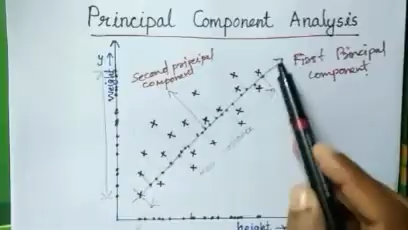 Principal Component Analysis
y →
weight
Second principal
component
First Principal
component
height →